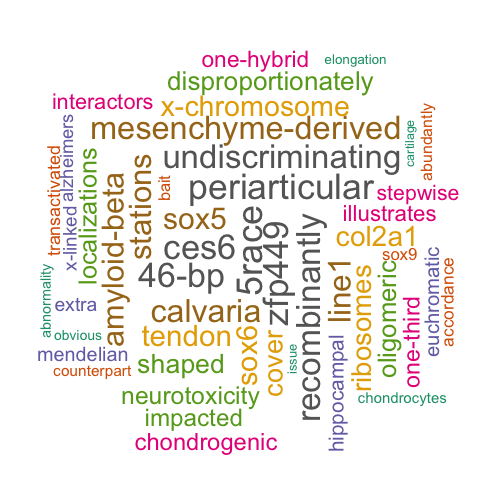 one-hybrid
elongation
disproportionately
interactors
x-chromosome
abundantly
mesenchyme-derived
cartilage
undiscriminating
transactivated
x-linked
alzheimers
localizations
stations
bait
periarticular
stepwise
amyloid-beta
sox5
illustrates
5race
zfp449
recombinantly
col2a1
ces6
sox9
46-bp
line1
ribosomes
oligomeric
euchromatic
accordance
abnormality
extra
calvaria
one-third
obvious
tendon
sox6
cover
issue
hippocampal
mendelian
counterpart
shaped
neurotoxicity
chondrocytes
impacted
chondrogenic